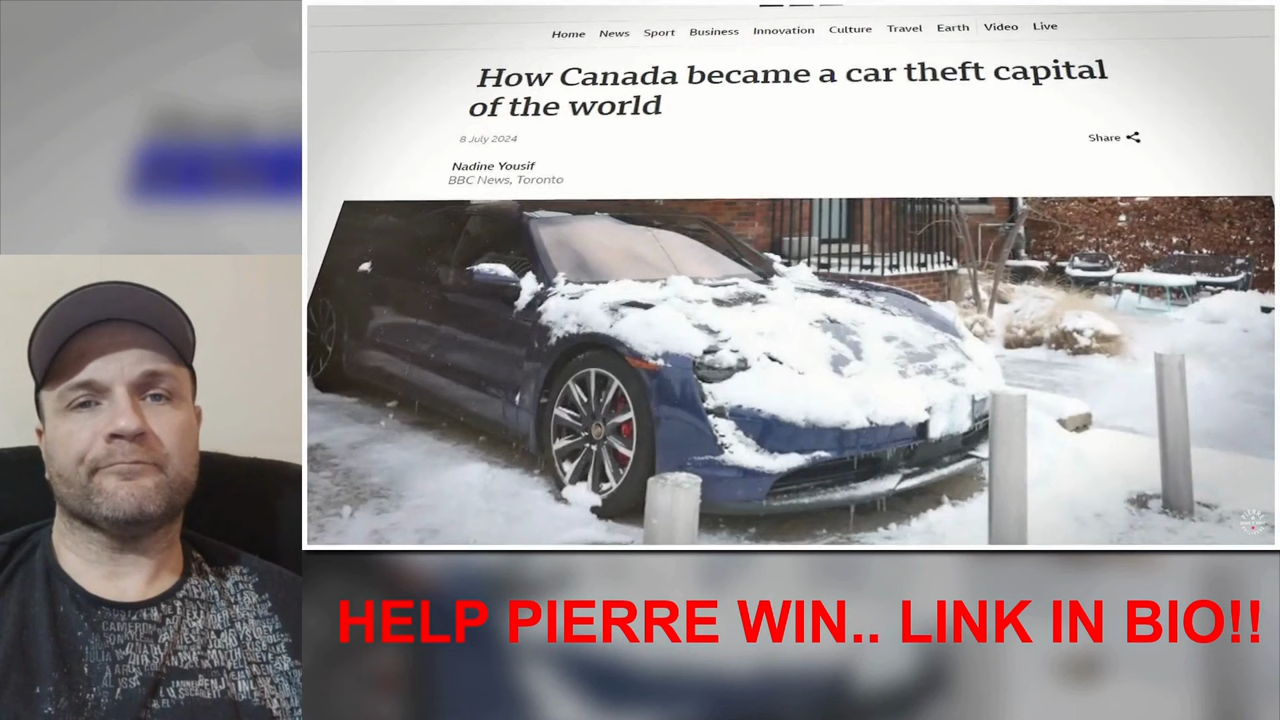 Home News Sport Business Innovation Culture Travel Earth Video Live
How Canada became a car theft capital
of the world
8 July 2024
Share
Nadine Yousif
BBC News, Toronto
CAMERON
HELP PIERRE WIN.. LINK IN BIO!!